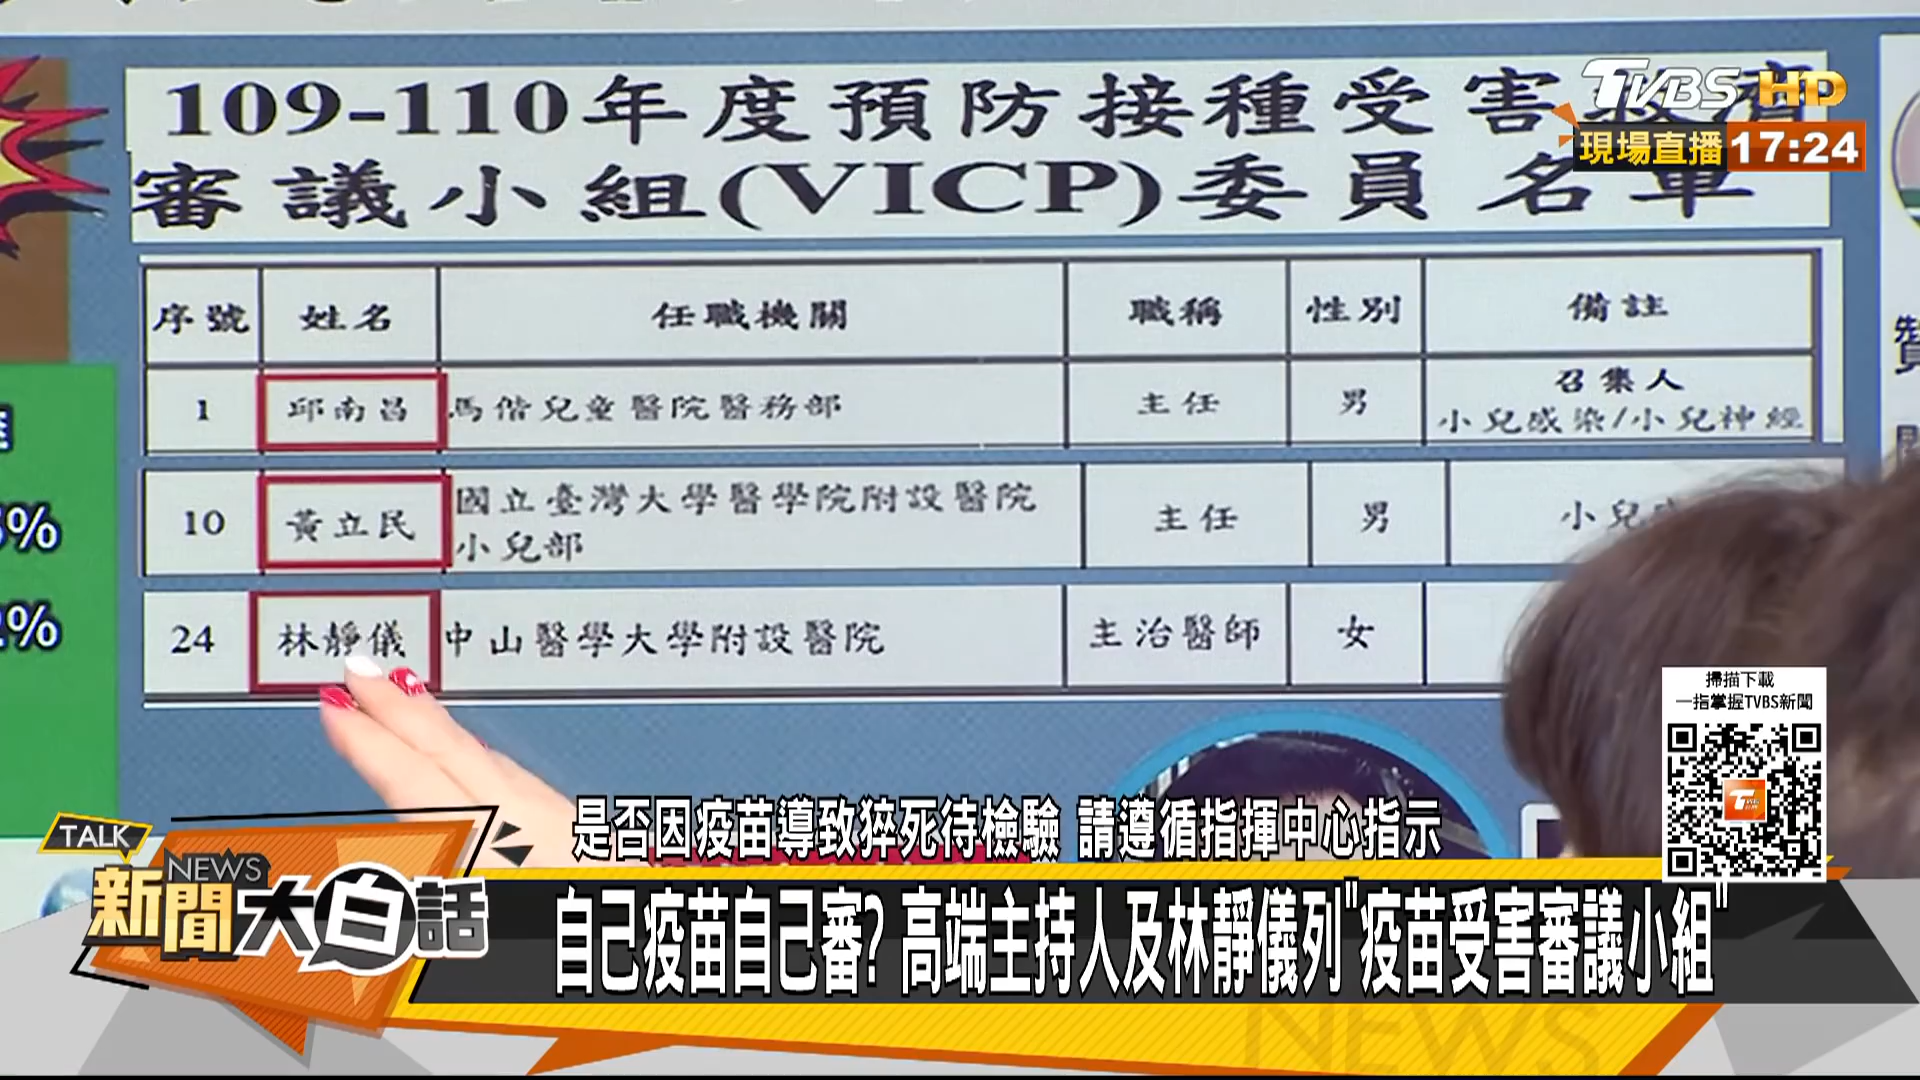 109-110年度預防接種受害救濟
審議小組(VICP)委員名單
TVBS HD
現場直播 17:24
序號 姓名 任職機關 職稱 性別 備註
1 邱南昌 馬偕兒童醫院醫務部 主任 男 召集人
小兒感染/小兒神經
10 黃立民 國立臺灣大學醫學院附設醫院
小兒部 主任 男 小兒
24 林靜儀 中山醫學大學附設醫院 主治醫師 女
%
2%
掃描下載
一指掌握TVBS新聞
是否因疫苗導致猝死待檢驗 請遵循指揮中心指示
TALK
NEWS
新聞大白話
自己疫苗自己審? 高端主持人及林靜儀列"疫苗受害審議小組"
NEWS